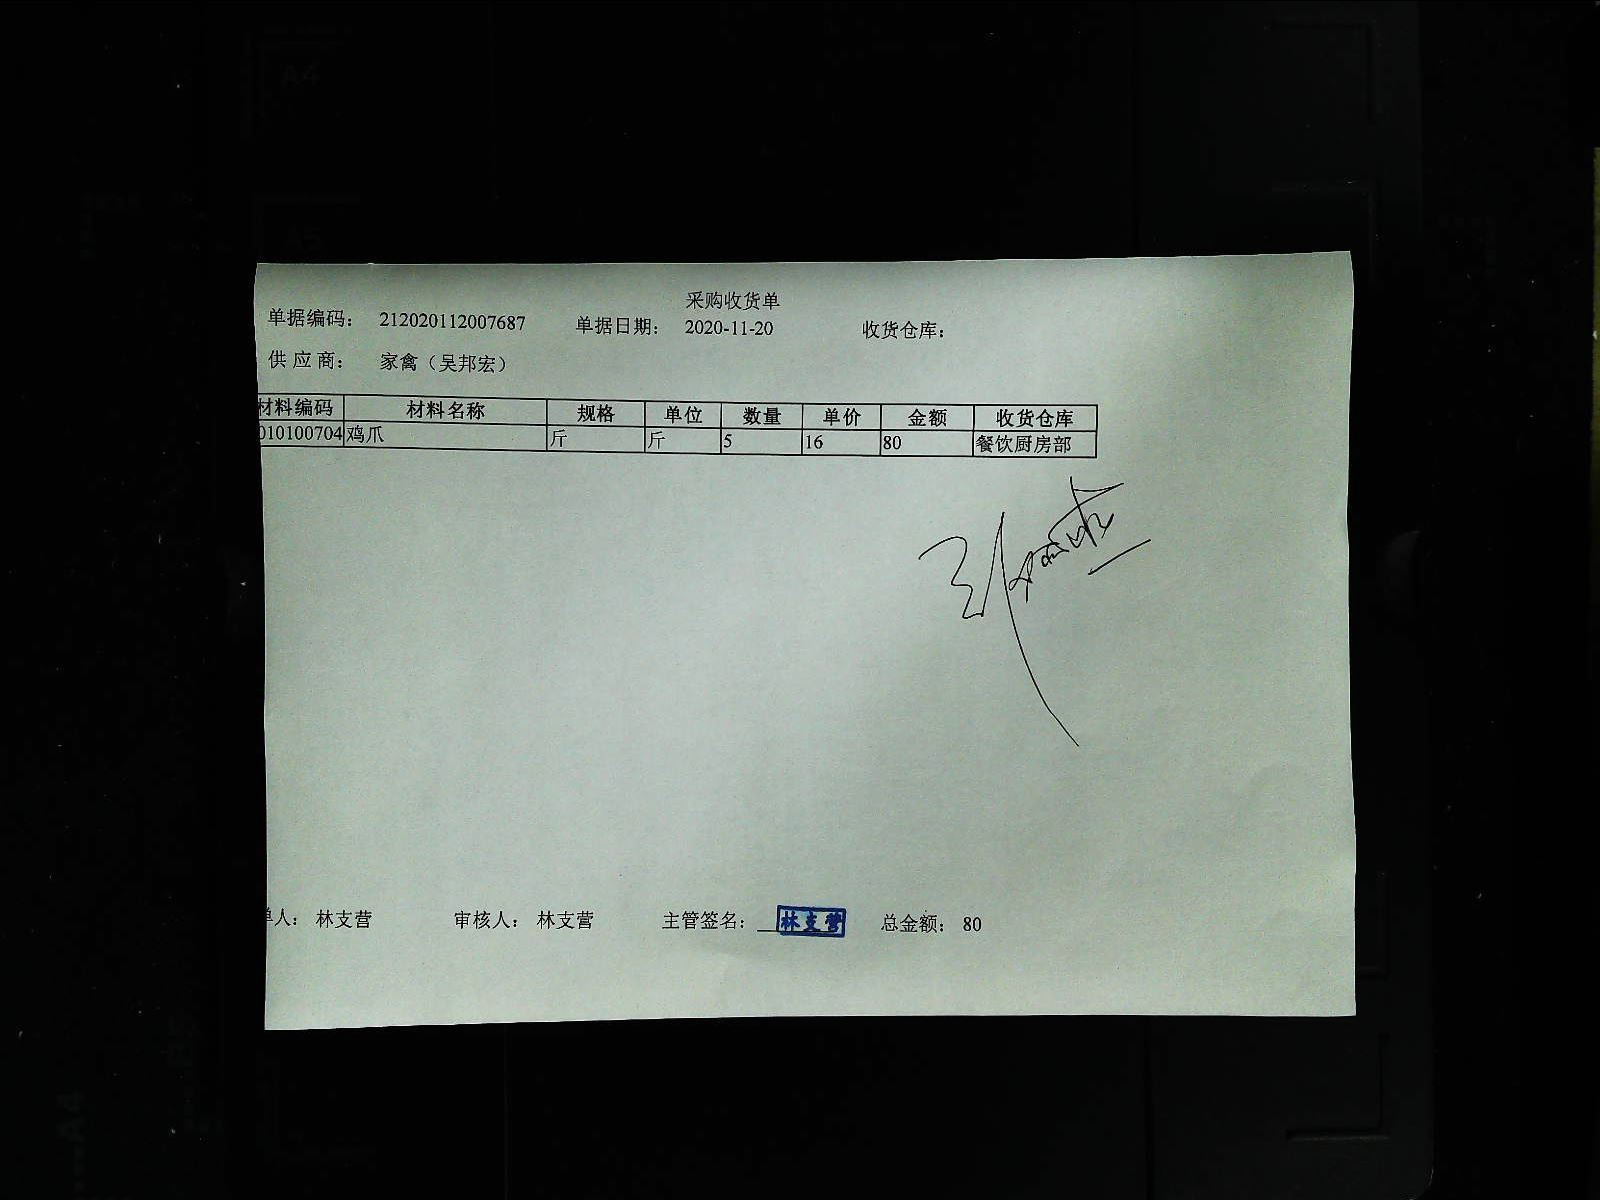 采购收货单
单据编码： 212020112007687 单据日期： 2020-11-20 收货仓库：
供应商： 家禽（吴邦宏）
材料编码 材料名称 规格 单位 数量 单价 金额 收货仓库
010100704 鸡爪 斤 斤 5 16 80 餐饮厨房部
单人： 林支营 审核人： 林支营 主管签名： 林支营 总金额： 80